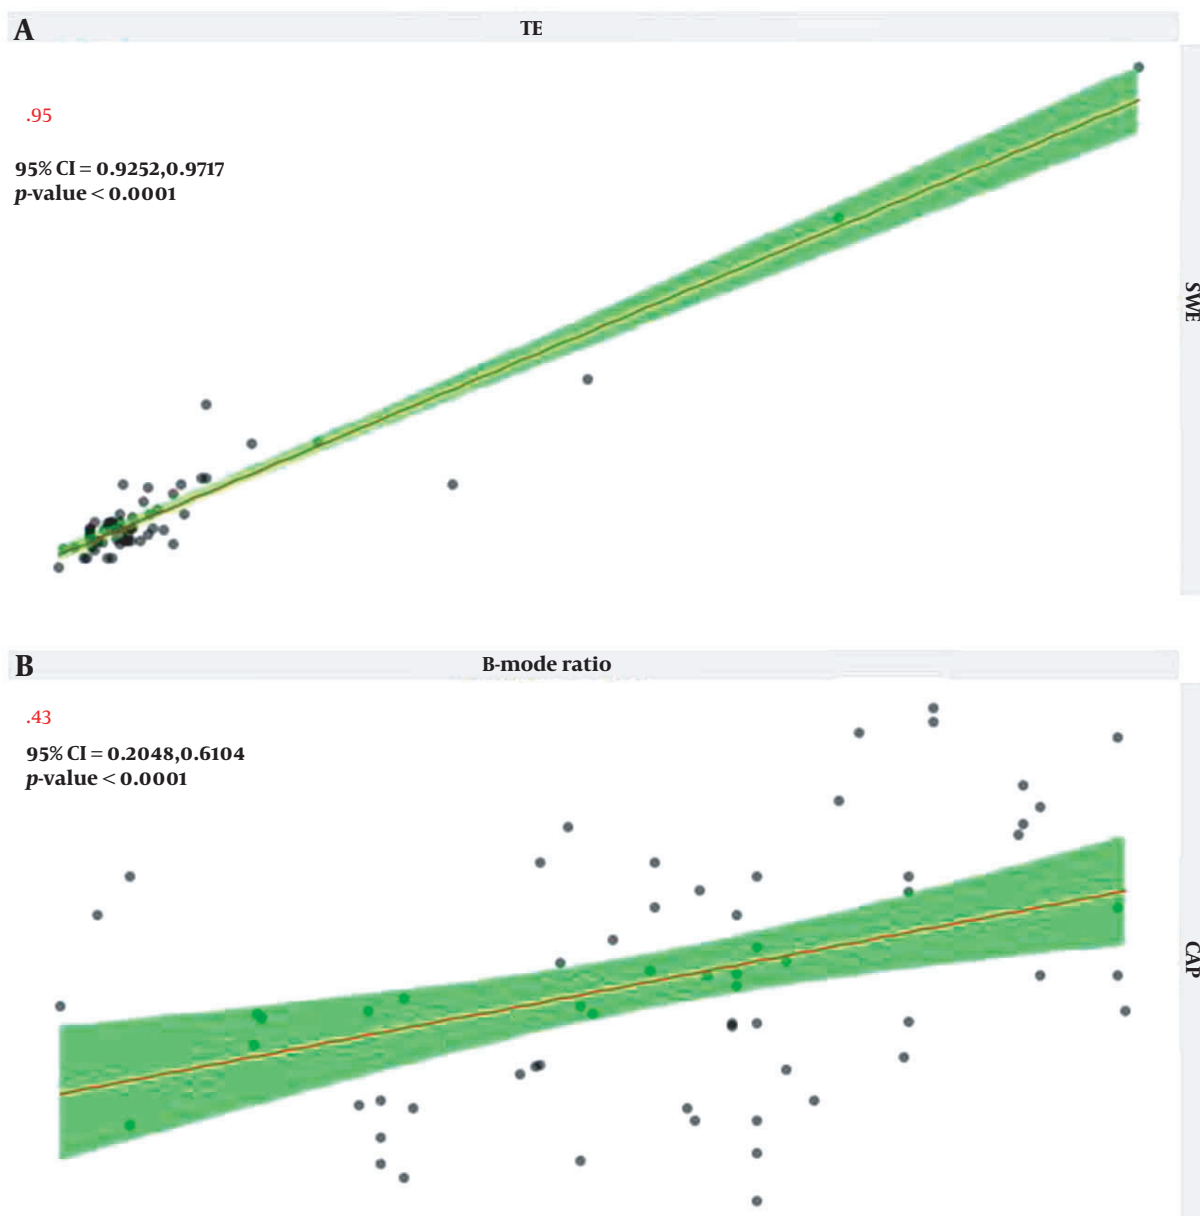 A
TE
.95
95% CI = 0.9252,0.9717
p-value < 0.0001
SWE
B
B-mode ratio
.43
95% CI = 0.2048,0.6104
p-value < 0.0001
CAP